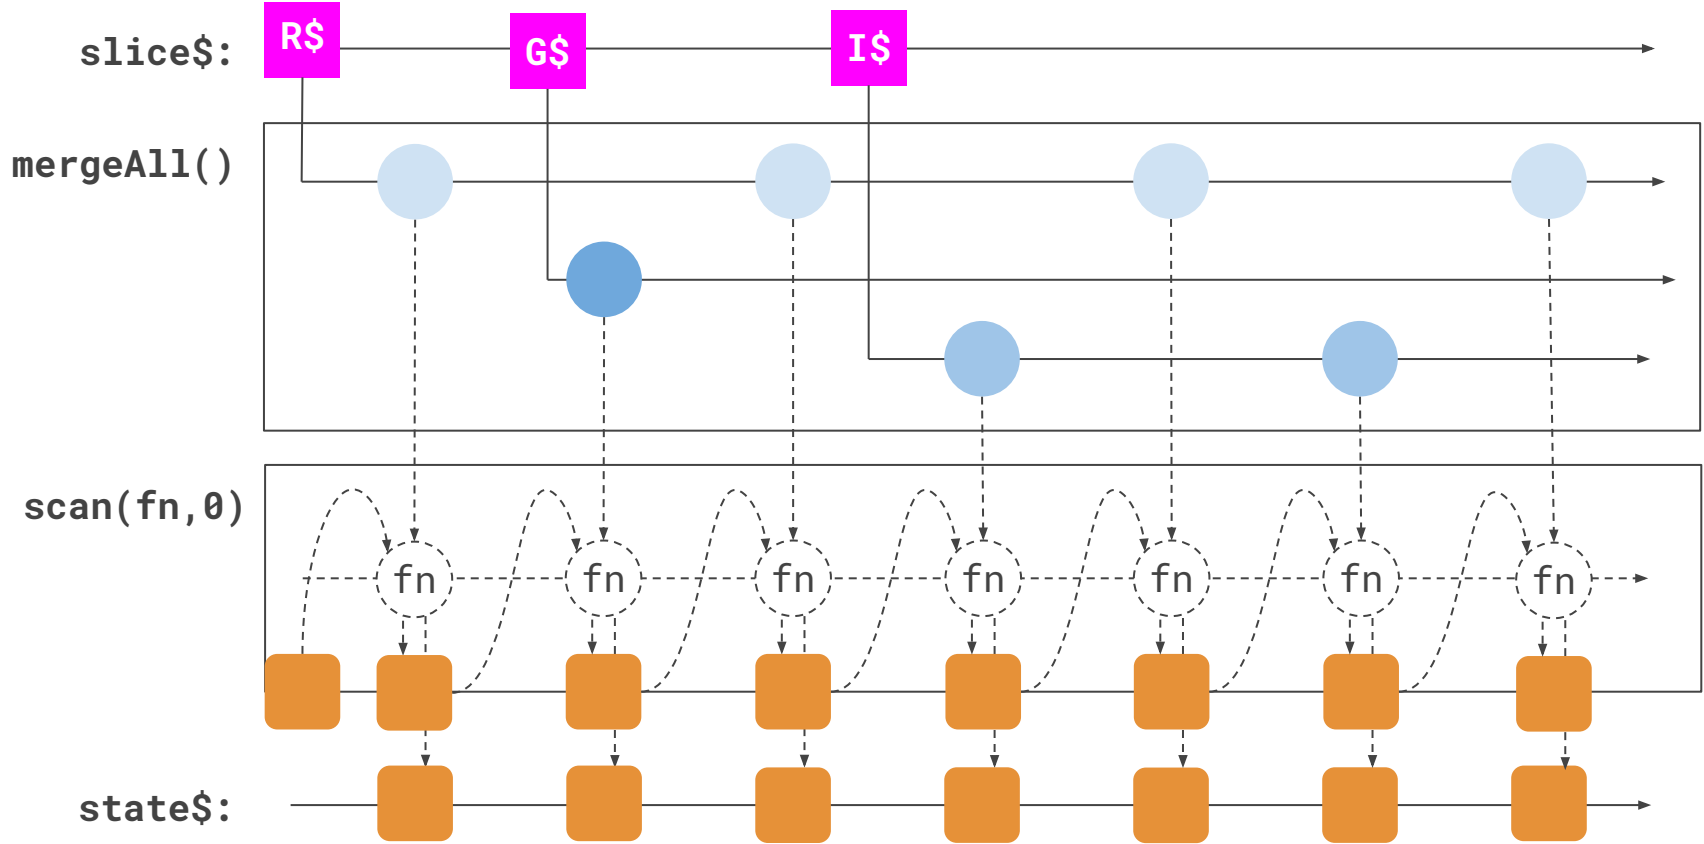 slice$: R$ G$ I$
mergeAll()
scan(fn,0)
fn fn fn fn fn fn fn
state$: